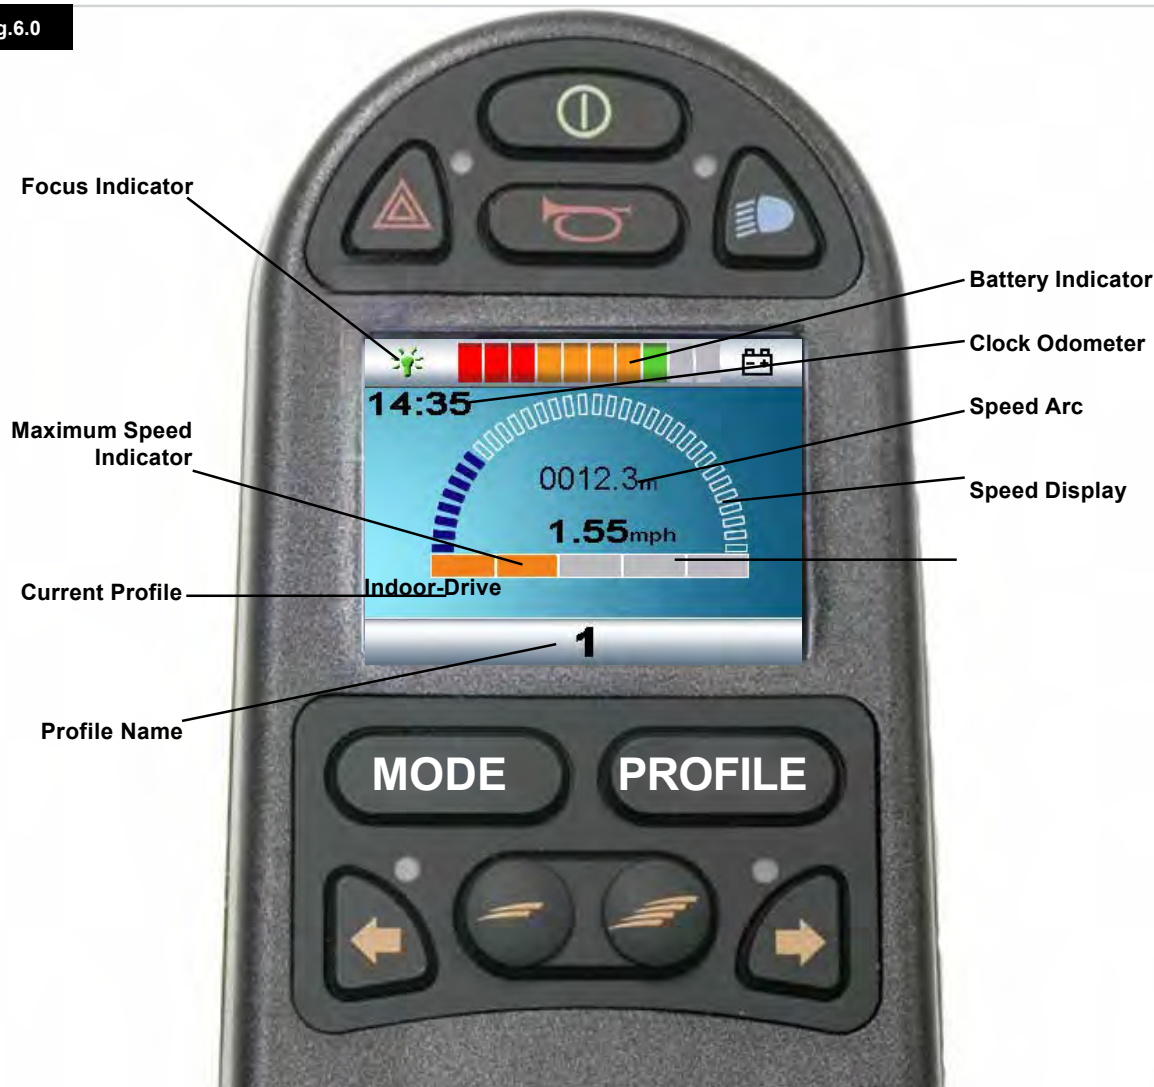 g.6.0
Focus Indicator
Battery Indicator
Clock Odometer
14:35
Speed Arc
Maximum Speed
Indicator
0012.3m
Speed Display
1.55mph
Current Profile
Indoor-Drive
1
Profile Name
MODE
PROFILE